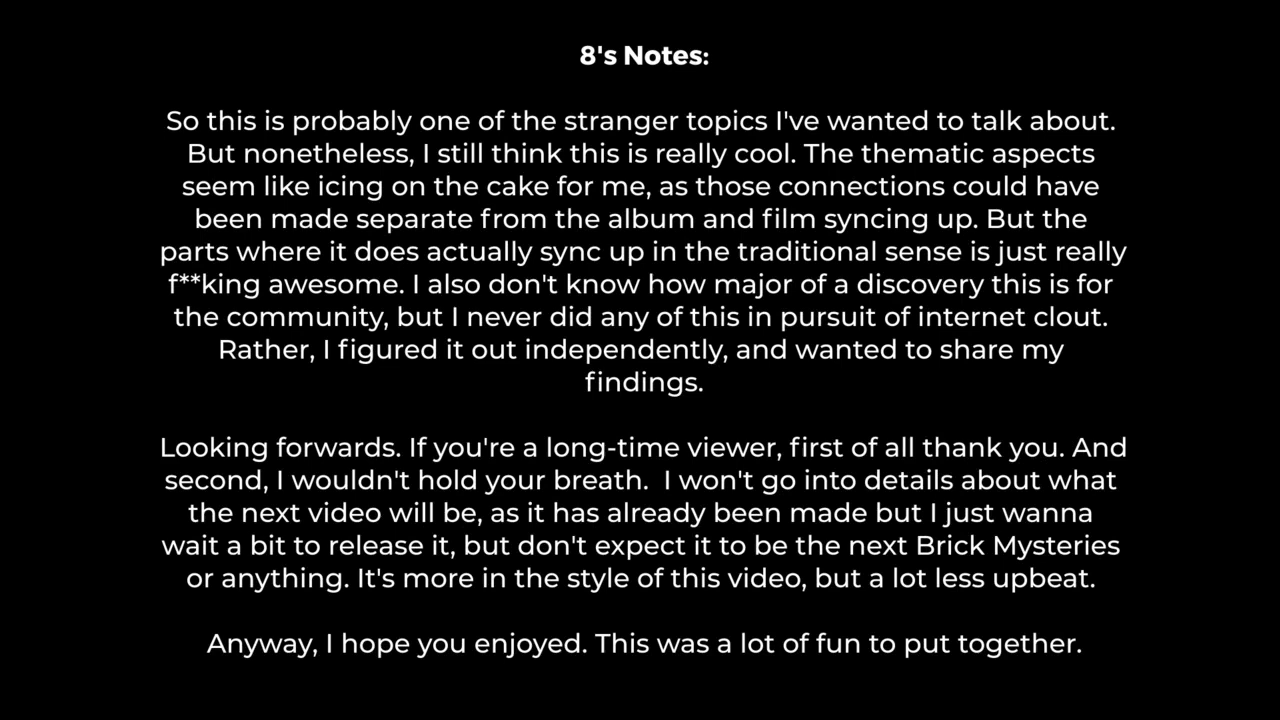 8's Notes:
So this is probably one of the stranger topics I've wanted to talk about.
But nonetheless, I still think this is really cool. The thematic aspects
seem like icing on the cake for me, as those connections could have
been made separate from the album and film syncing up. But the
parts where it does actually sync up in the traditional sense is just really
f**king awesome. I also don't know how major of a discovery this is for
the community, but I never did any of this in pursuit of internet clout.
Rather, I figured it out independently, and wanted to share my
findings.
Looking forwards. If you're a long-time viewer, first of all thank you. And
second, I wouldn't hold your breath.  I won't go into details about what
the next video will be, as it has already been made but I just wanna
wait a bit to release it, but don't expect it to be the next Brick Mysteries
or anything. It's more in the style of this video, but a lot less upbeat.
Anyway, I hope you enjoyed. This was a lot of fun to put together.